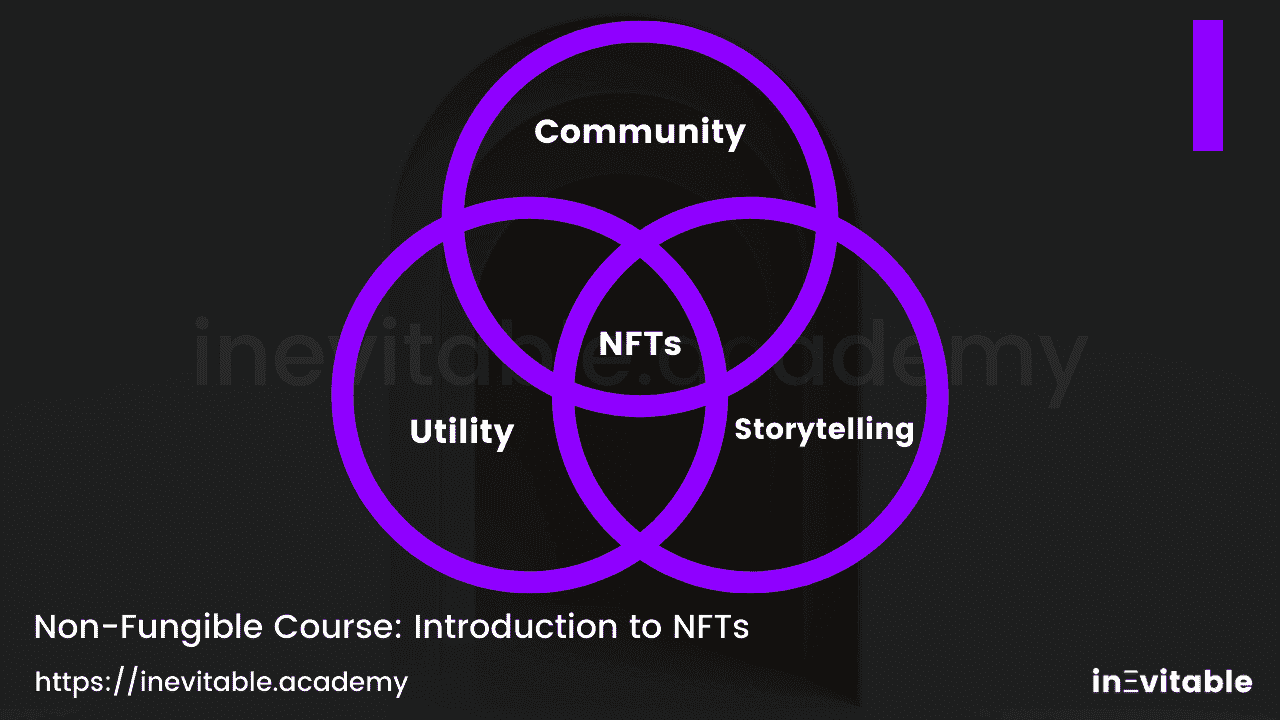 Community
NFTs
inevitable.academy
Utility
Storytelling
Non-Fungible Course: Introduction to NFTs
https://inevitable.academy
inΞvitable